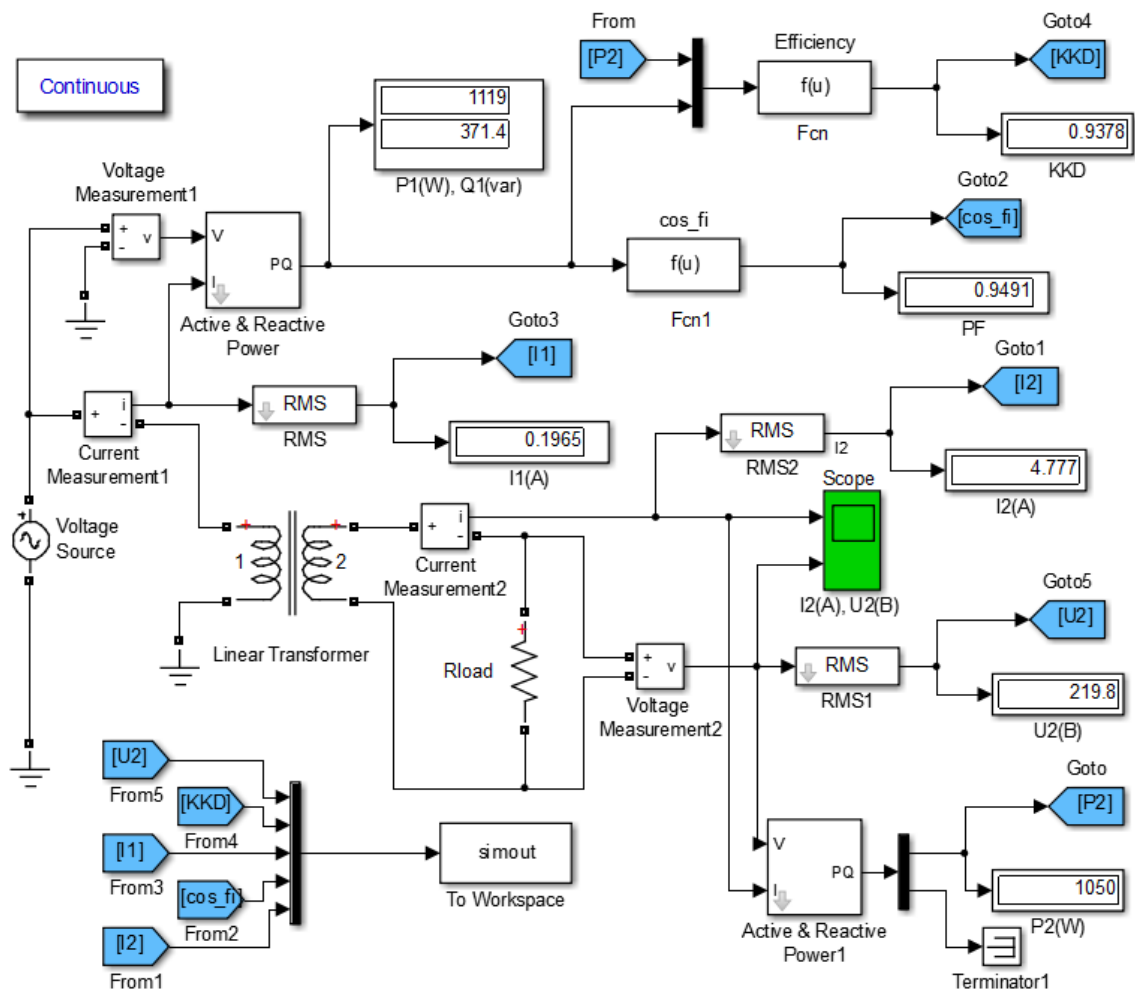 From
Goto4
[P2]
Efficiency
[KKD]
Continuous
1119
371.4
f(u)
Fcn
0.9378
KKD
P1(W), Q1(var)
Voltage
Measurement1
Goto2
[cos_fi]
+
-
v
V
I
PQ
cos_fi
f(u)
Fcn1
0.9491
PF
Active & Reactive
Power
Goto3
[I1]
Goto1
[I2]
+
i
-
Current
Measurement1
RMS
RMS
0.1965
I1(A)
RMS
RMS2
I2
4.777
I2(A)
Scope
+
Voltage
Source
+
1
+
2
Linear Transformer
+
i
-
Current
Measurement2
I2(A), U2(B)
Goto5
[U2]
+
Rload
+
-
v
Voltage
Measurement2
RMS
RMS1
219.8
U2(B)
[U2]
From5
[KKD]
From4
[I1]
From3
[cos_fi]
From2
[I2]
From1
simout
To Workspace
Goto
[P2]
V
I
PQ
Active & Reactive
Power1
1050
P2(W)
Terminator1